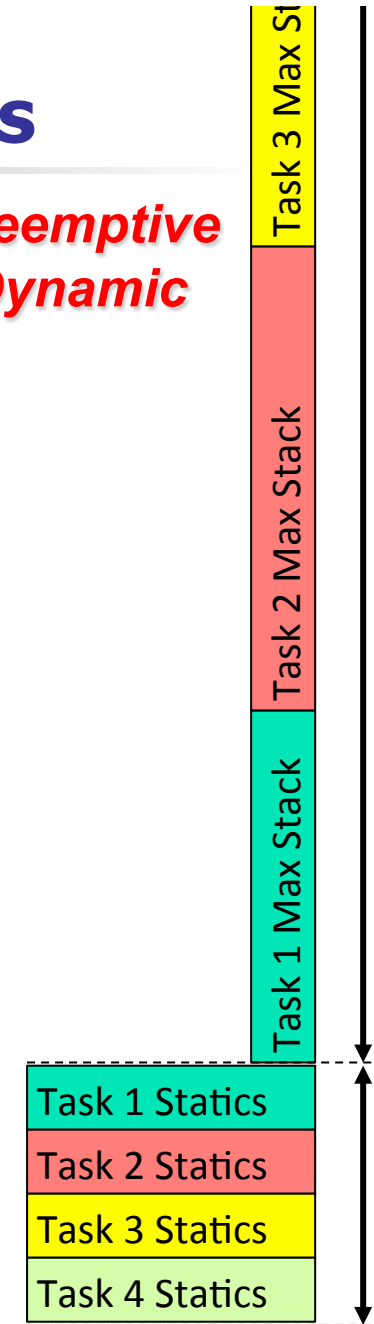 s
eemptive
Dynamic
Task 3 Max St
Task 2 Max Stack
Task 1 Max Stack
Task 1 Statics
Task 2 Statics
Task 3 Statics
Task 4 Statics